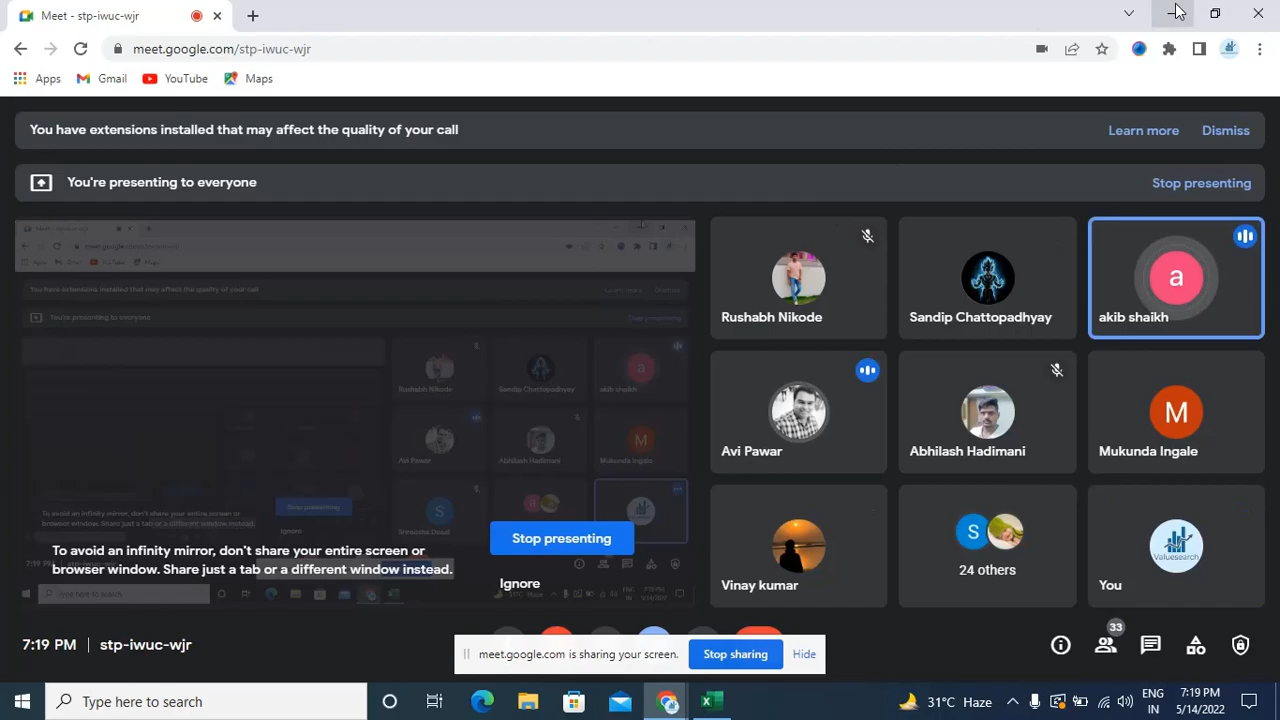 Meet - stp-iwuc-wjr
meet.google.com/stp-iwuc-wjr
Apps Gmail YouTube Maps
You have extensions installed that may affect the quality of your call Learn more Dismiss
You're presenting to everyone Stop presenting
Rushabh Nikode Sandip Chattopadhyay a akib shaikh
Avi Pawar Abhilash Hadimani M Mukunda Ingale
Vinay kumar S 24 others Valuesearch You
To avoid an infinity mirror, don't share your entire screen or
browser window. Share just a tab or a different window instead.
Stop presenting
Ignore
7:19 PM | stp-iwuc-wjr
meet.google.com is sharing your screen. Stop sharing Hide
33
Type here to search
31°C Haze
ENG
IN
7:19 PM
5/14/2022